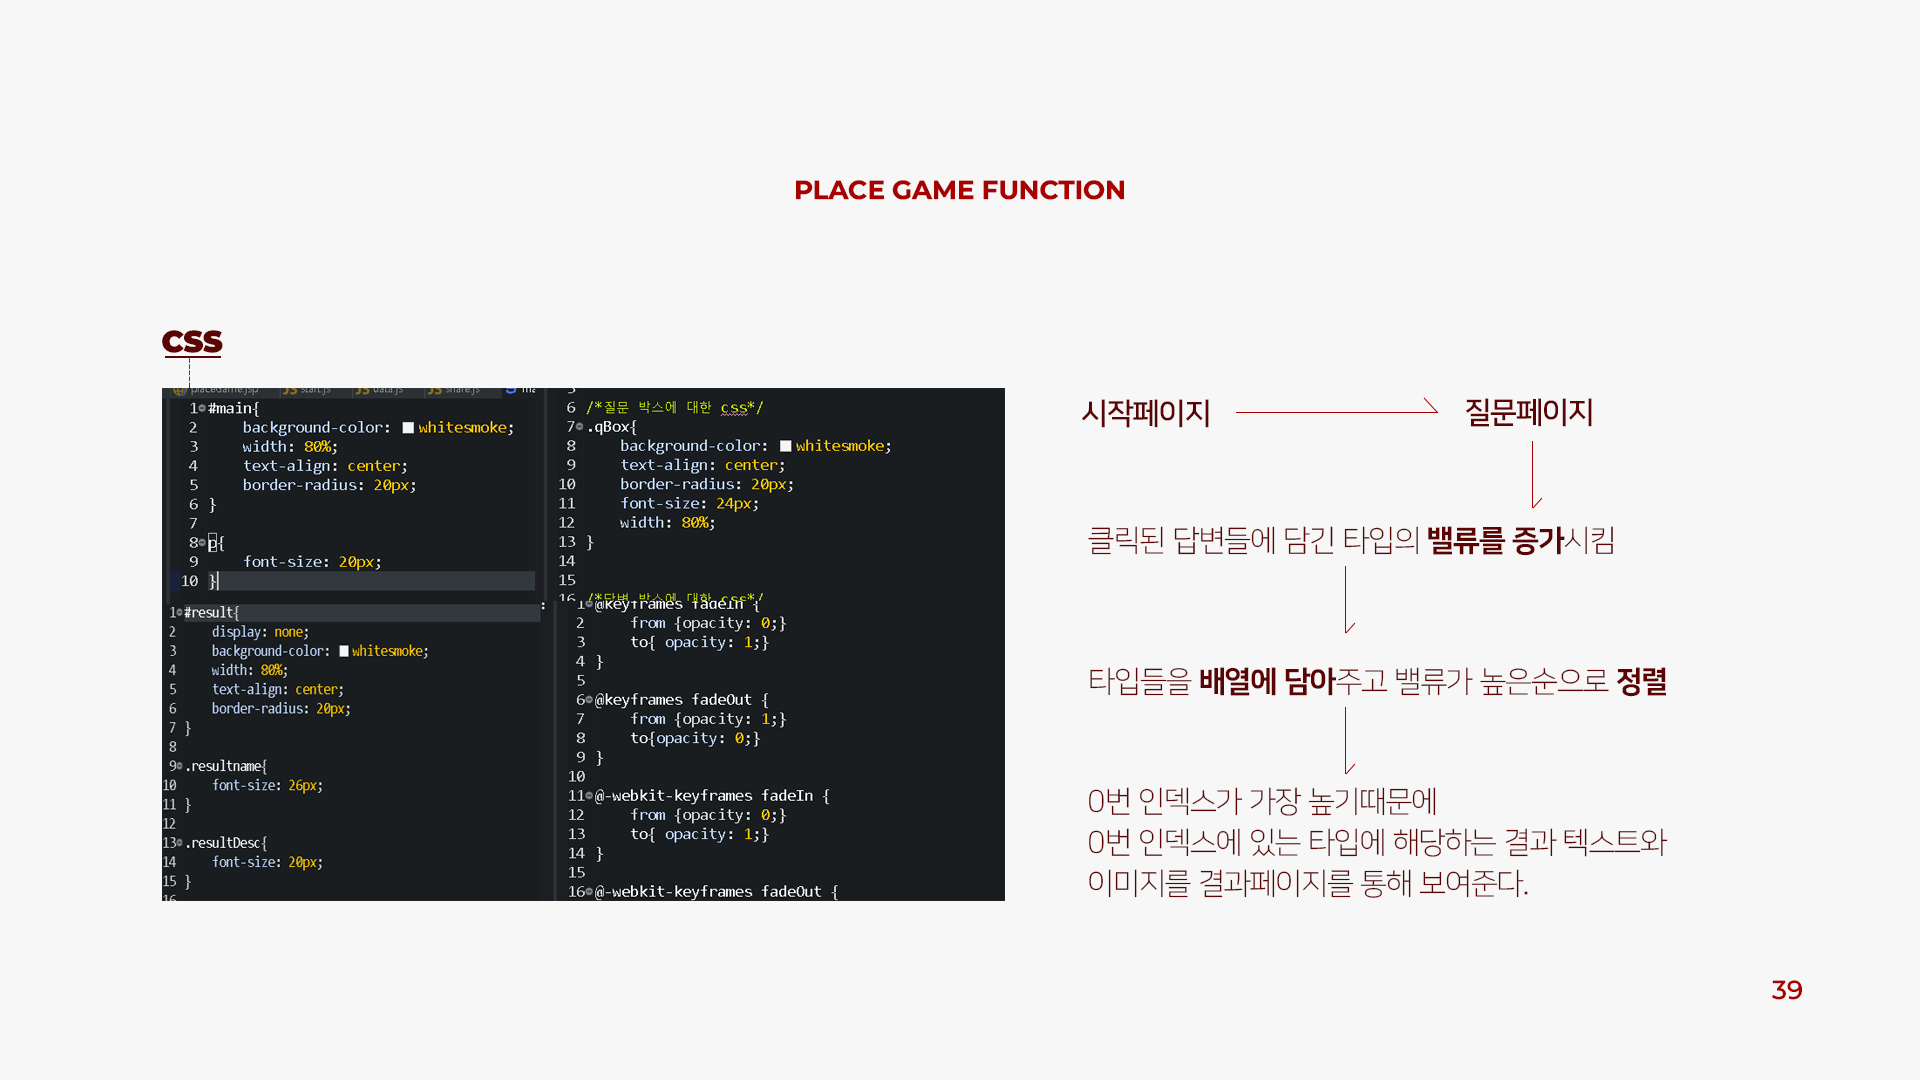 PLACE GAME FUNCTION
CSS
placeGame.jsp start.js data.js share.js
1 #main{
2 background-color: whitesmoke;
3 width: 80%;
4 text-align: center;
5 border-radius: 20px;
6 }
7
8 p{
9 font-size: 20px;
10 }
6 /*질문 박스에 대한 css*/
7 .qBox{
8 background-color: whitesmoke;
9 text-align: center;
10 border-radius: 20px;
11 font-size: 24px;
12 width: 80%;
13 }
14
15
16 /*답변 박스에 대한 css*/
1 #result{
2 display: none;
3 background-color: whitesmoke;
4 width: 80%;
5 text-align: center;
6 border-radius: 20px;
7 }
8
9 .resultname{
10 font-size: 26px;
11 }
12
13 .resultDesc{
14 font-size: 20px;
15 }
16
1 @keyframes fadeIn {
2 from {opacity: 0;}
3 to{ opacity: 1;}
4 }
5
6 @keyframes fadeOut {
7 from {opacity: 1;}
8 to{opacity: 0;}
9 }
10
11 @-webkit-keyframes fadeIn {
12 from {opacity: 0;}
13 to{ opacity: 1;}
14 }
15
16 @-webkit-keyframes fadeOut {
시작페이지 질문페이지
클릭된 답변들에 담긴 타입의 밸류를 증가시킴
타입들을 배열에 담아주고 밸류가 높은순으로 정렬
0번 인덱스가 가장 높기때문에
0번 인덱스에 있는 타입에 해당하는 결과 텍스트와
이미지를 결과페이지를 통해 보여준다.
39